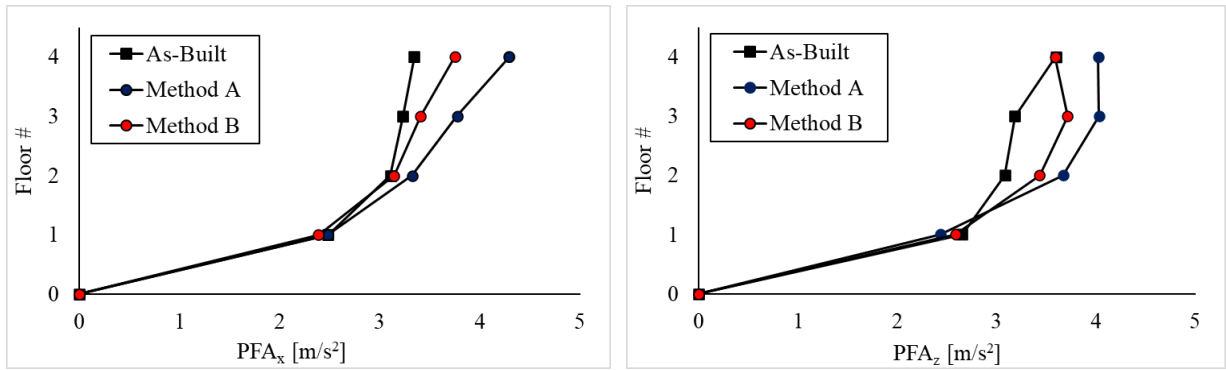 As-Built
Method A
Method B
Floor #
4
3
2
1
0
0 1 2 3 4 5
PFAx [m/s²]
As-Built
Method A
Method B
Floor #
4
3
2
1
0
0 1 2 3 4 5
PFAz [m/s²]